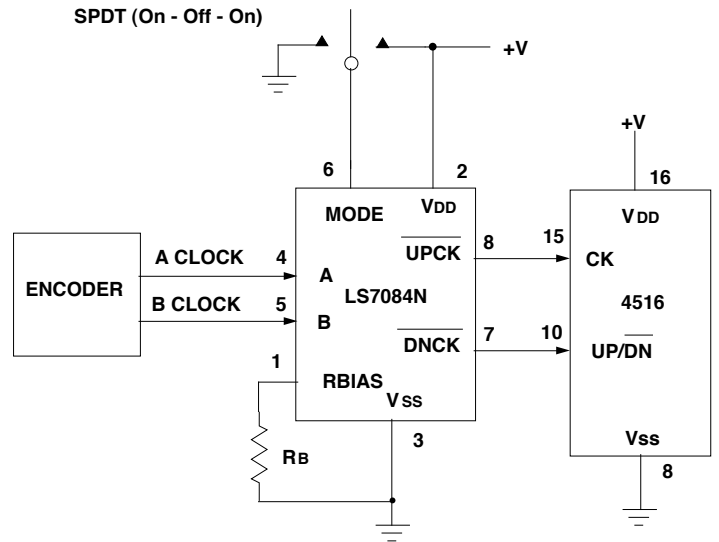 SPDT (On - Off - On)
+V
+V
6
2
16
MODE
VDD
VDD
A CLOCK
4
UPCK
8
15
CK
A
ENCODER
LS7084N
4516
B CLOCK
5
B
DNCK
7
10
UP/DN
1
RBIAS
VSS
RB
3
Vss
8